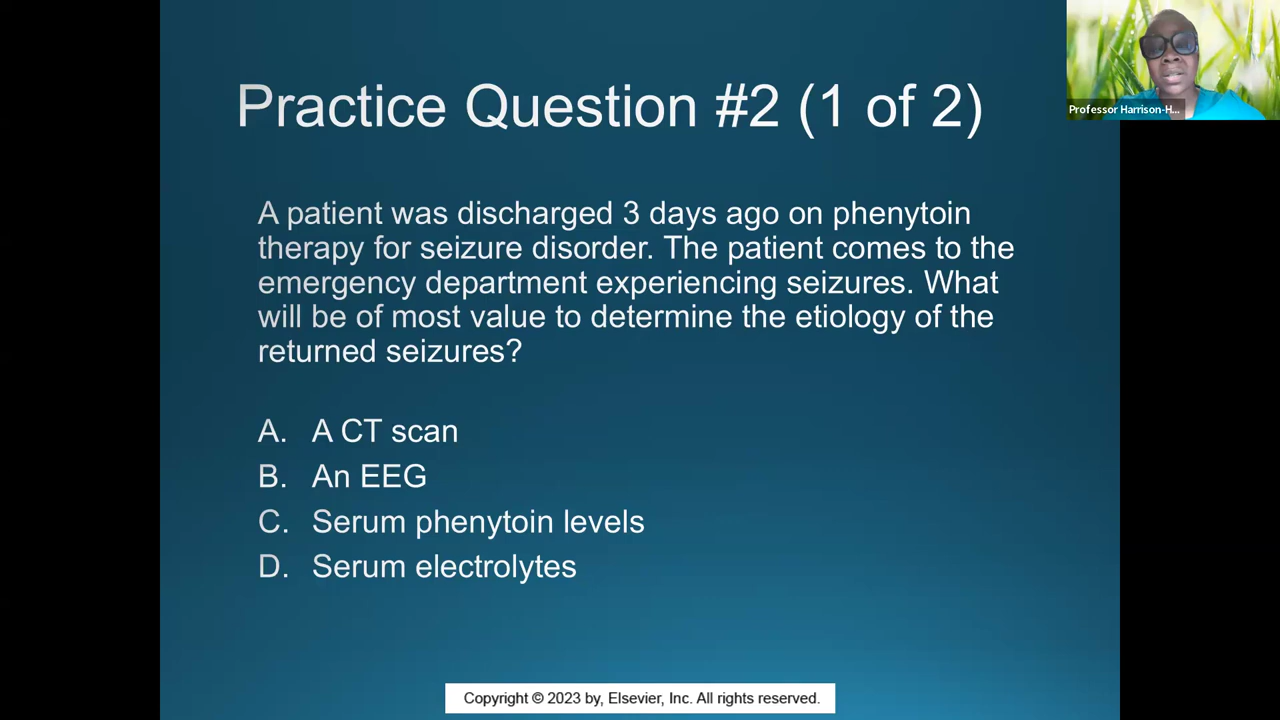 Practice Question #2 (1 of 2)
Professor Harrison-H...
A patient was discharged 3 days ago on phenytoin
therapy for seizure disorder. The patient comes to the
emergency department experiencing seizures. What
will be of most value to determine the etiology of the
returned seizures?
A. A CT scan
B. An EEG
C. Serum phenytoin levels
D. Serum electrolytes
Copyright © 2023 by, Elsevier, Inc. All rights reserved.